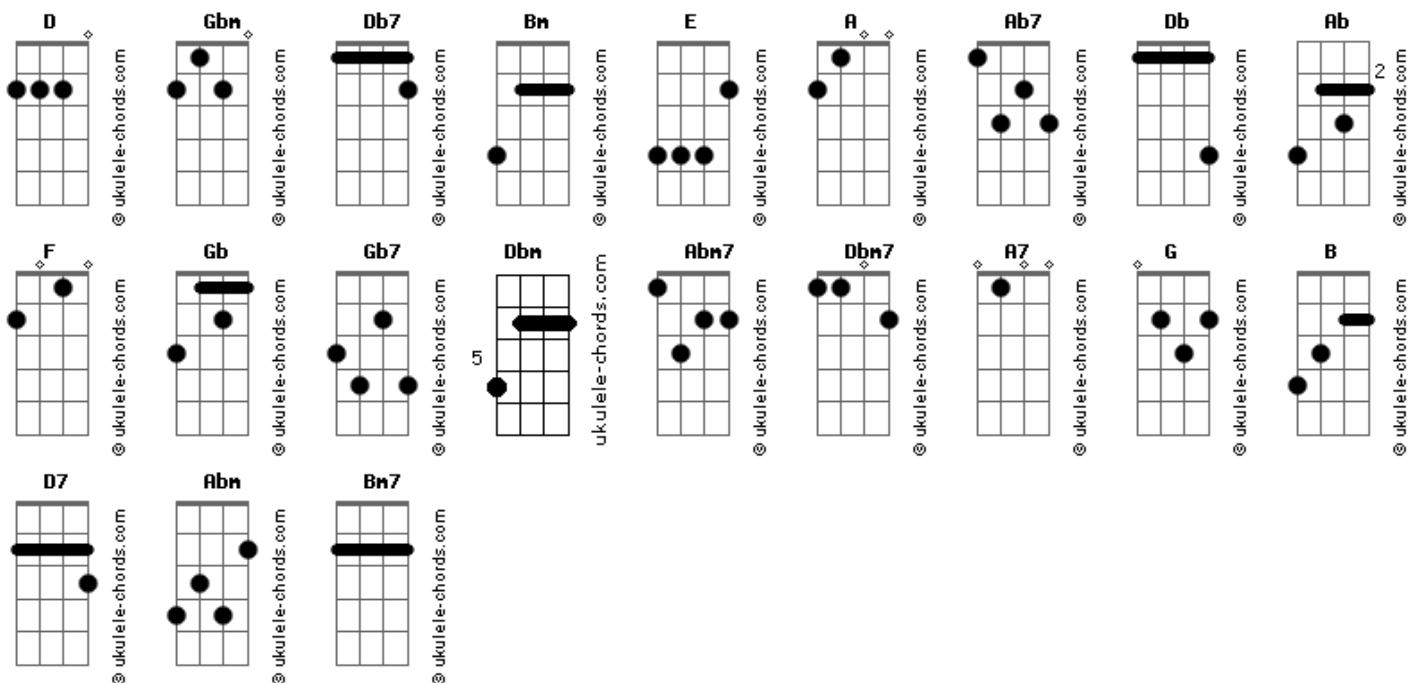 D Gbm Db7 Bm E A Ab7 Db Ab
2
© ukulele-chords.com © ukulele-chords.com © ukulele-chords.com © ukulele-chords.com © ukulele-chords.com © ukulele-chords.com © ukulele-chords.com © ukulele-chords.com © ukulele-chords.com
F Gb Gb7 Dbm Abm7 Dbm7 A7 G B
5
© ukulele-chords.com © ukulele-chords.com © ukulele-chords.com ukulele-chords.com © ukulele-chords.com © ukulele-chords.com © ukulele-chords.com © ukulele-chords.com © ukulele-chords.com
D7 Abm Bm7
© ukulele-chords.com © ukulele-chords.com © ukulele-chords.com